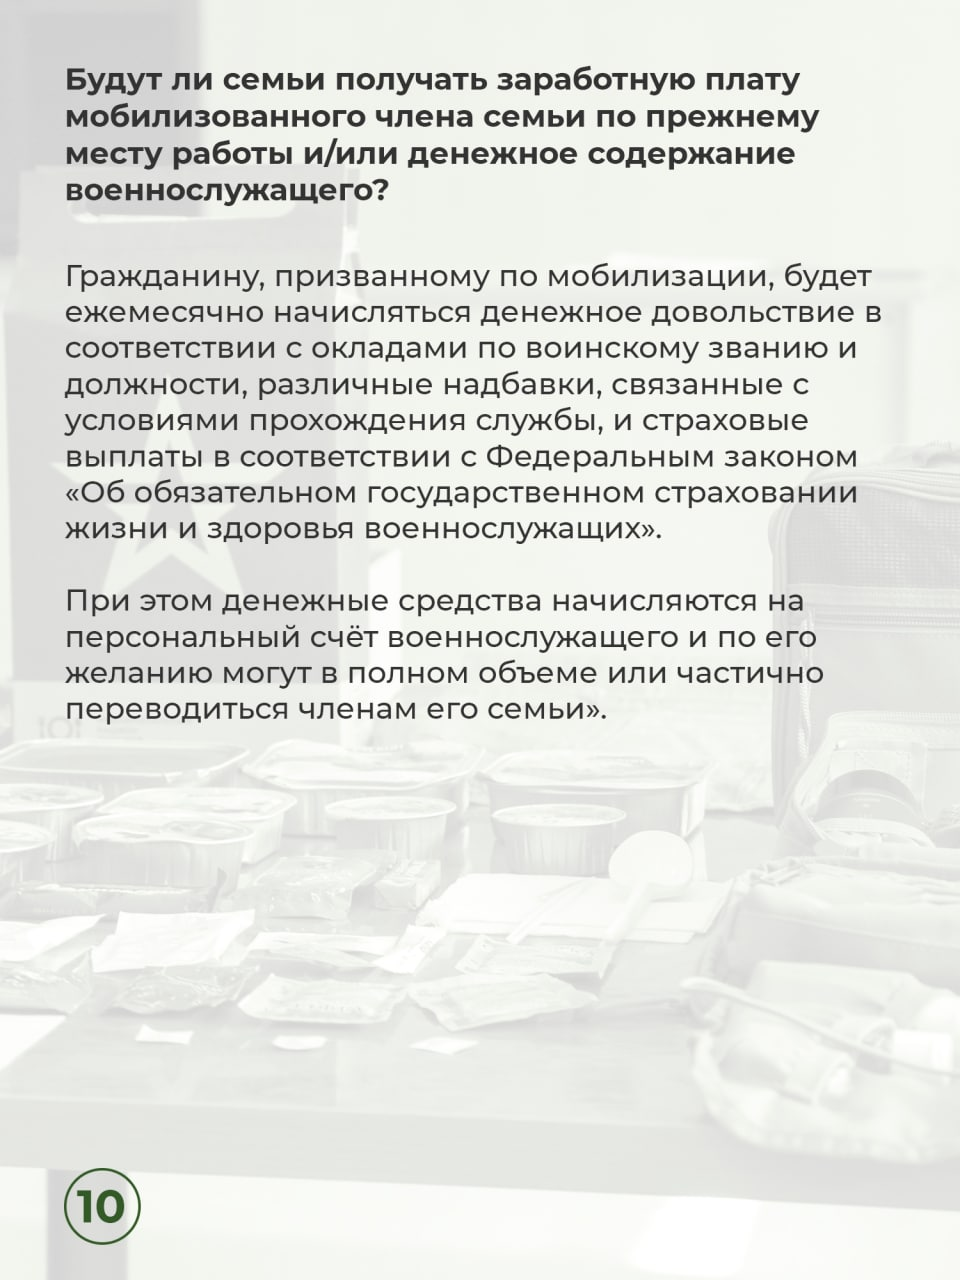 Будут ли семьи получать заработную плату
мобилизованного члена семьи по прежнему
месту работы и/или денежное содержание
военнослужащего?
Гражданину, призванному по мобилизации, будет
ежемесячно начисляться денежное довольствие в
соответствии с окладами по воинскому званию и
должности, различные надбавки, связанные с
условиями прохождения службы, и страховые
выплаты в соответствии с Федеральным законом
«Об обязательном государственном страховании
жизни и здоровья военнослужащих».
При этом денежные средства начисляются на
персональный счёт военнослужащего и по его
желанию могут в полном объеме или частично
переводиться членам его семьи».
10